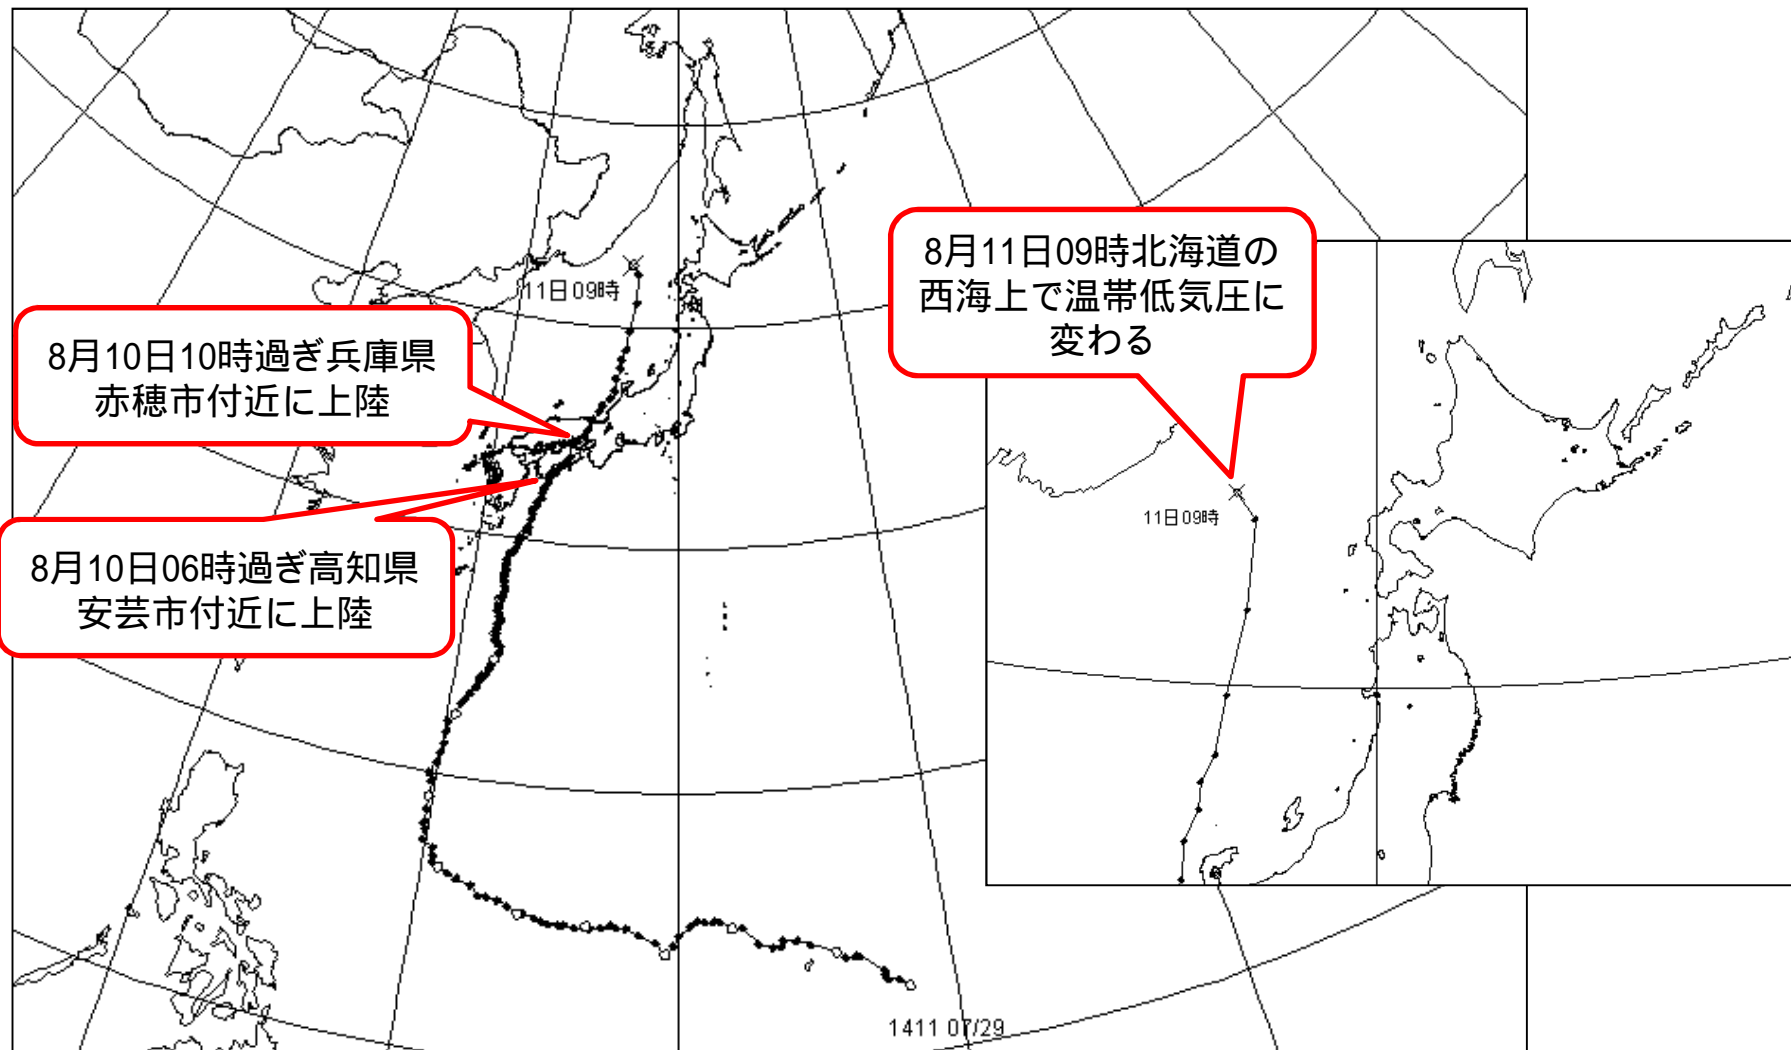 11日09時
8月10日10時過ぎ兵庫県
赤穂市付近に上陸
8月10日06時過ぎ高知県
安芸市付近に上陸
8月11日09時北海道の
西海上で温帯低気圧に
変わる
11日09時
1411 07/29